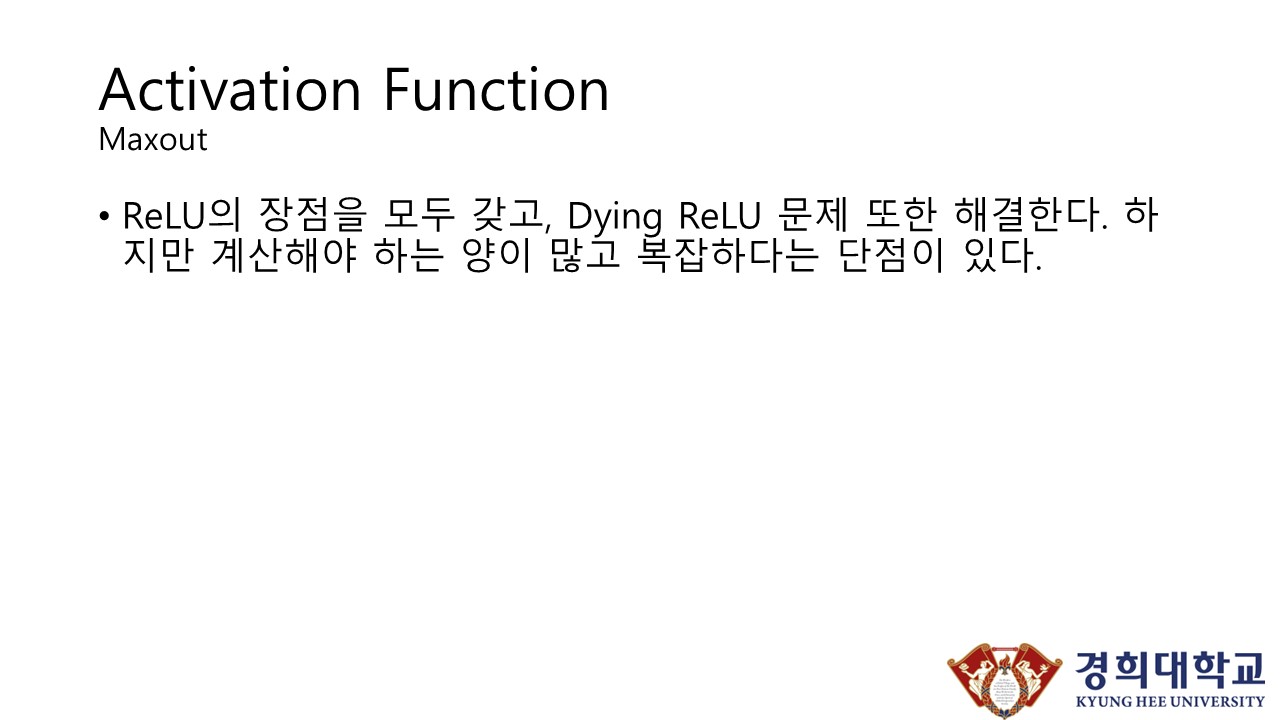 Activation Function
Maxout
• ReLU의 장점을 모두 갖고, Dying ReLU 문제 또한 해결한다. 하
지만 계산해야 하는 양이 많고 복잡하다는 단점이 있다.
경희대학교
KYUNG HEE UNIVERSITY